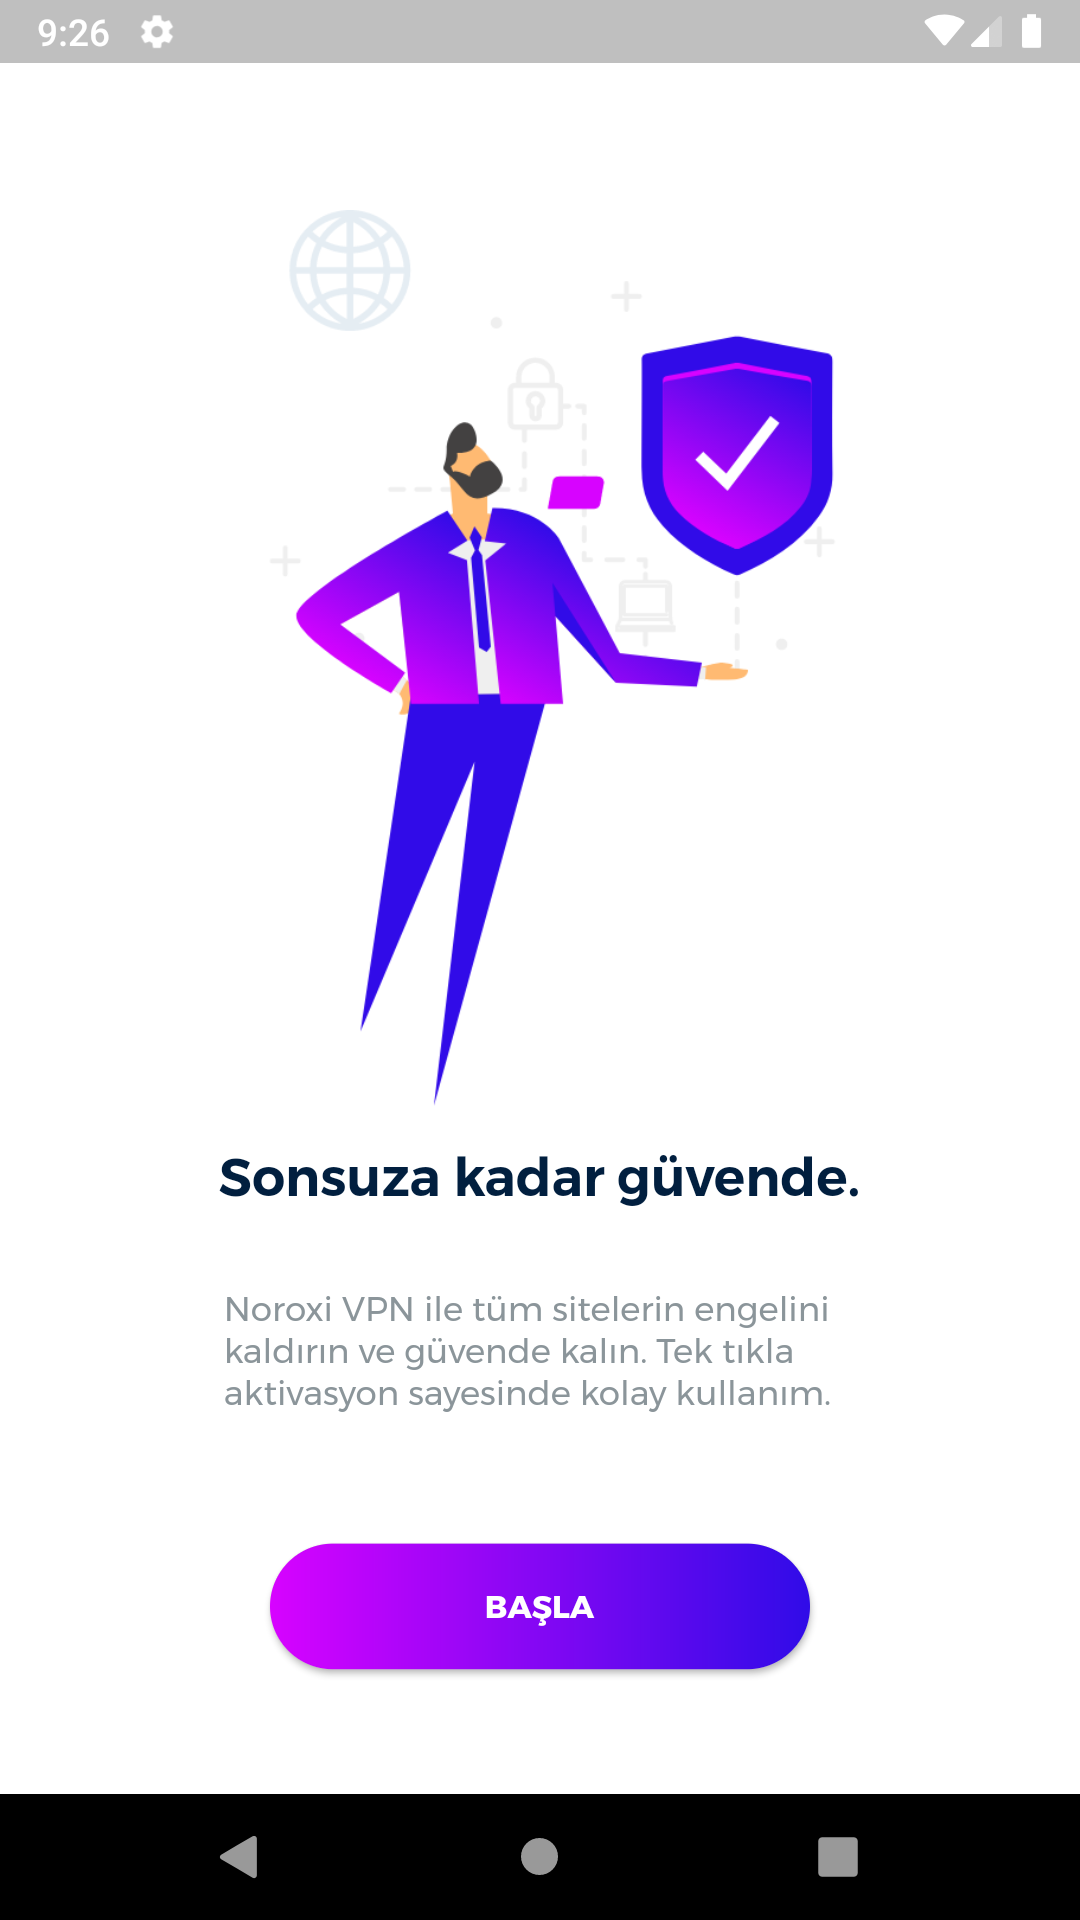 9:26
Sonsuza kadar güvende.
Noroxi VPN ile tüm sitelerin engelini
kaldırın ve güvende kalın. Tek tıkla
aktivasyon sayesinde kolay kullanım.
BAŞLA